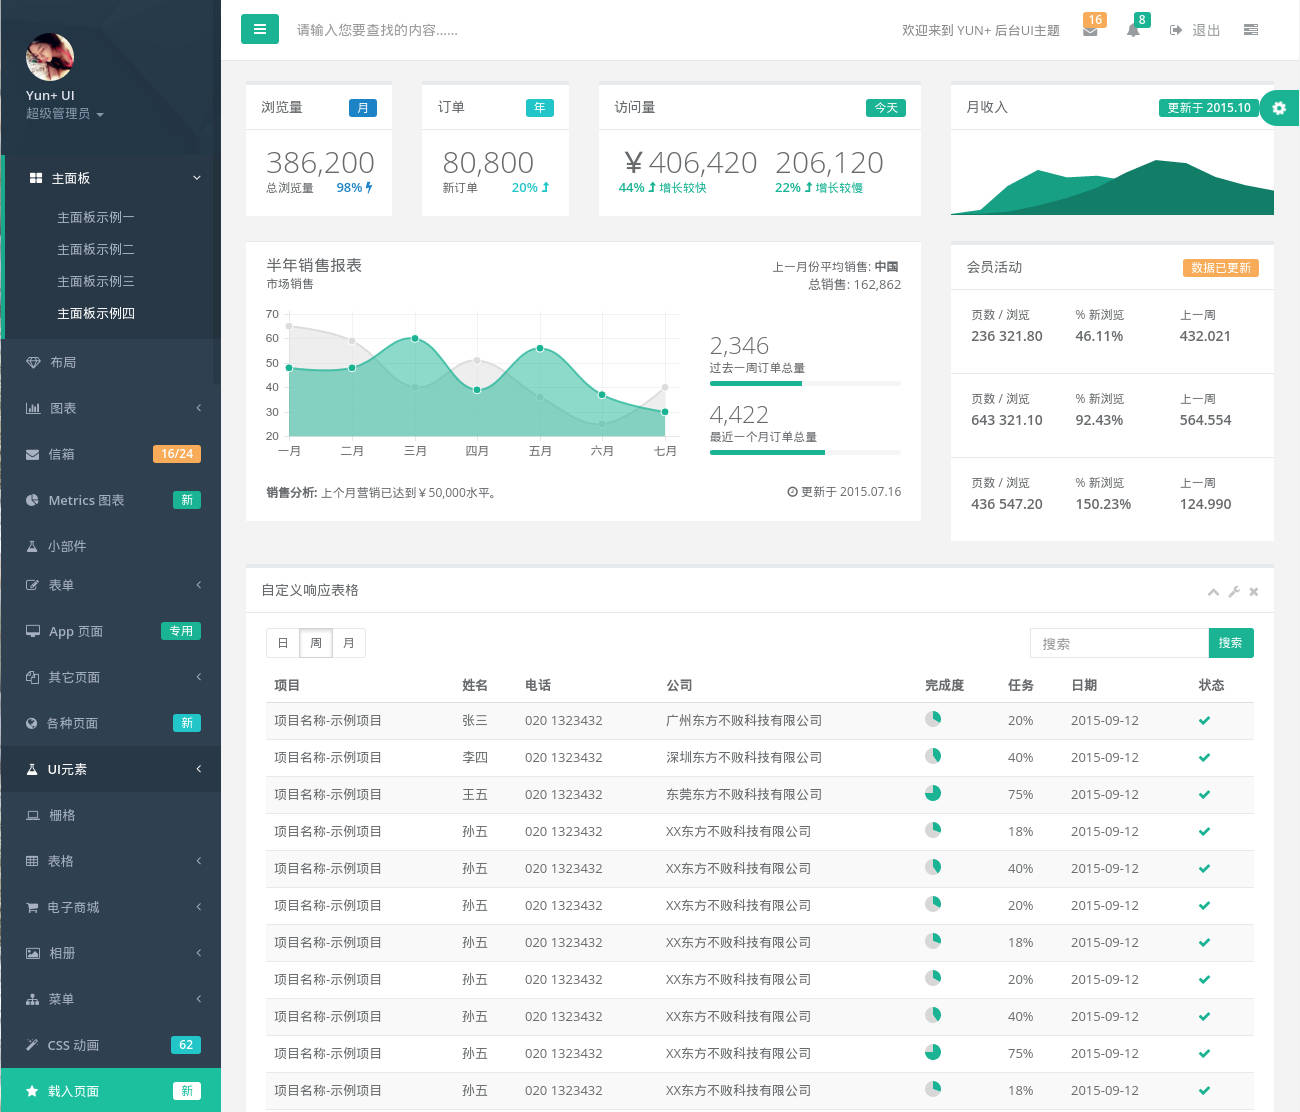 Yun+ UI
超级管理员
主面板
主面板示例一
主面板示例二
主面板示例三
主面板示例四
布局
图表
信箱 16/24
Metrics 图表 新
小部件
表单
App 页面 专用
其它页面
各种页面 新
UI元素
栅格
表格
电子商城
相册
菜单
CSS 动画 62
载入页面 新
请输入您要查找的内容......
欢迎来到 YUN+ 后台UI主题 16 8 退出
浏览量 月
386,200
总浏览量 98%
订单 年
80,800
新订单 20%
访问量 今天
￥406,420 206,120
44% 增长较快 22% 增长较慢
月收入 更新于 2015.10
半年销售报表
市场销售
上一月份平均销售: 中国
总销售: 162,862
70
60
50
40
30
20
一月 二月 三月 四月 五月 六月 七月
2,346
过去一周订单总量
4,422
最近一个月订单总量
销售分析: 上个月营销已达到￥50,000水平。
更新于 2015.07.16
会员活动 数据已更新
页数 / 浏览 % 新浏览 上一周
236 321.80 46.11% 432.021
页数 / 浏览 % 新浏览 上一周
643 321.10 92.43% 564.554
页数 / 浏览 % 新浏览 上一周
436 547.20 150.23% 124.990
自定义响应表格
日 周 月
搜索 搜索
项目 姓名 电话 公司 完成度 任务 日期 状态
项目名称-示例项目 张三 020 1323432 广州东方不败科技有限公司 20% 2015-09-12
项目名称-示例项目 李四 020 1323432 深圳东方不败科技有限公司 40% 2015-09-12
项目名称-示例项目 王五 020 1323432 东莞东方不败科技有限公司 75% 2015-09-12
项目名称-示例项目 孙五 020 1323432 XX东方不败科技有限公司 18% 2015-09-12
项目名称-示例项目 孙五 020 1323432 XX东方不败科技有限公司 40% 2015-09-12
项目名称-示例项目 孙五 020 1323432 XX东方不败科技有限公司 20% 2015-09-12
项目名称-示例项目 孙五 020 1323432 XX东方不败科技有限公司 18% 2015-09-12
项目名称-示例项目 孙五 020 1323432 XX东方不败科技有限公司 20% 2015-09-12
项目名称-示例项目 孙五 020 1323432 XX东方不败科技有限公司 40% 2015-09-12
项目名称-示例项目 孙五 020 1323432 XX东方不败科技有限公司 75% 2015-09-12
项目名称-示例项目 孙五 020 1323432 XX东方不败科技有限公司 18% 2015-09-12